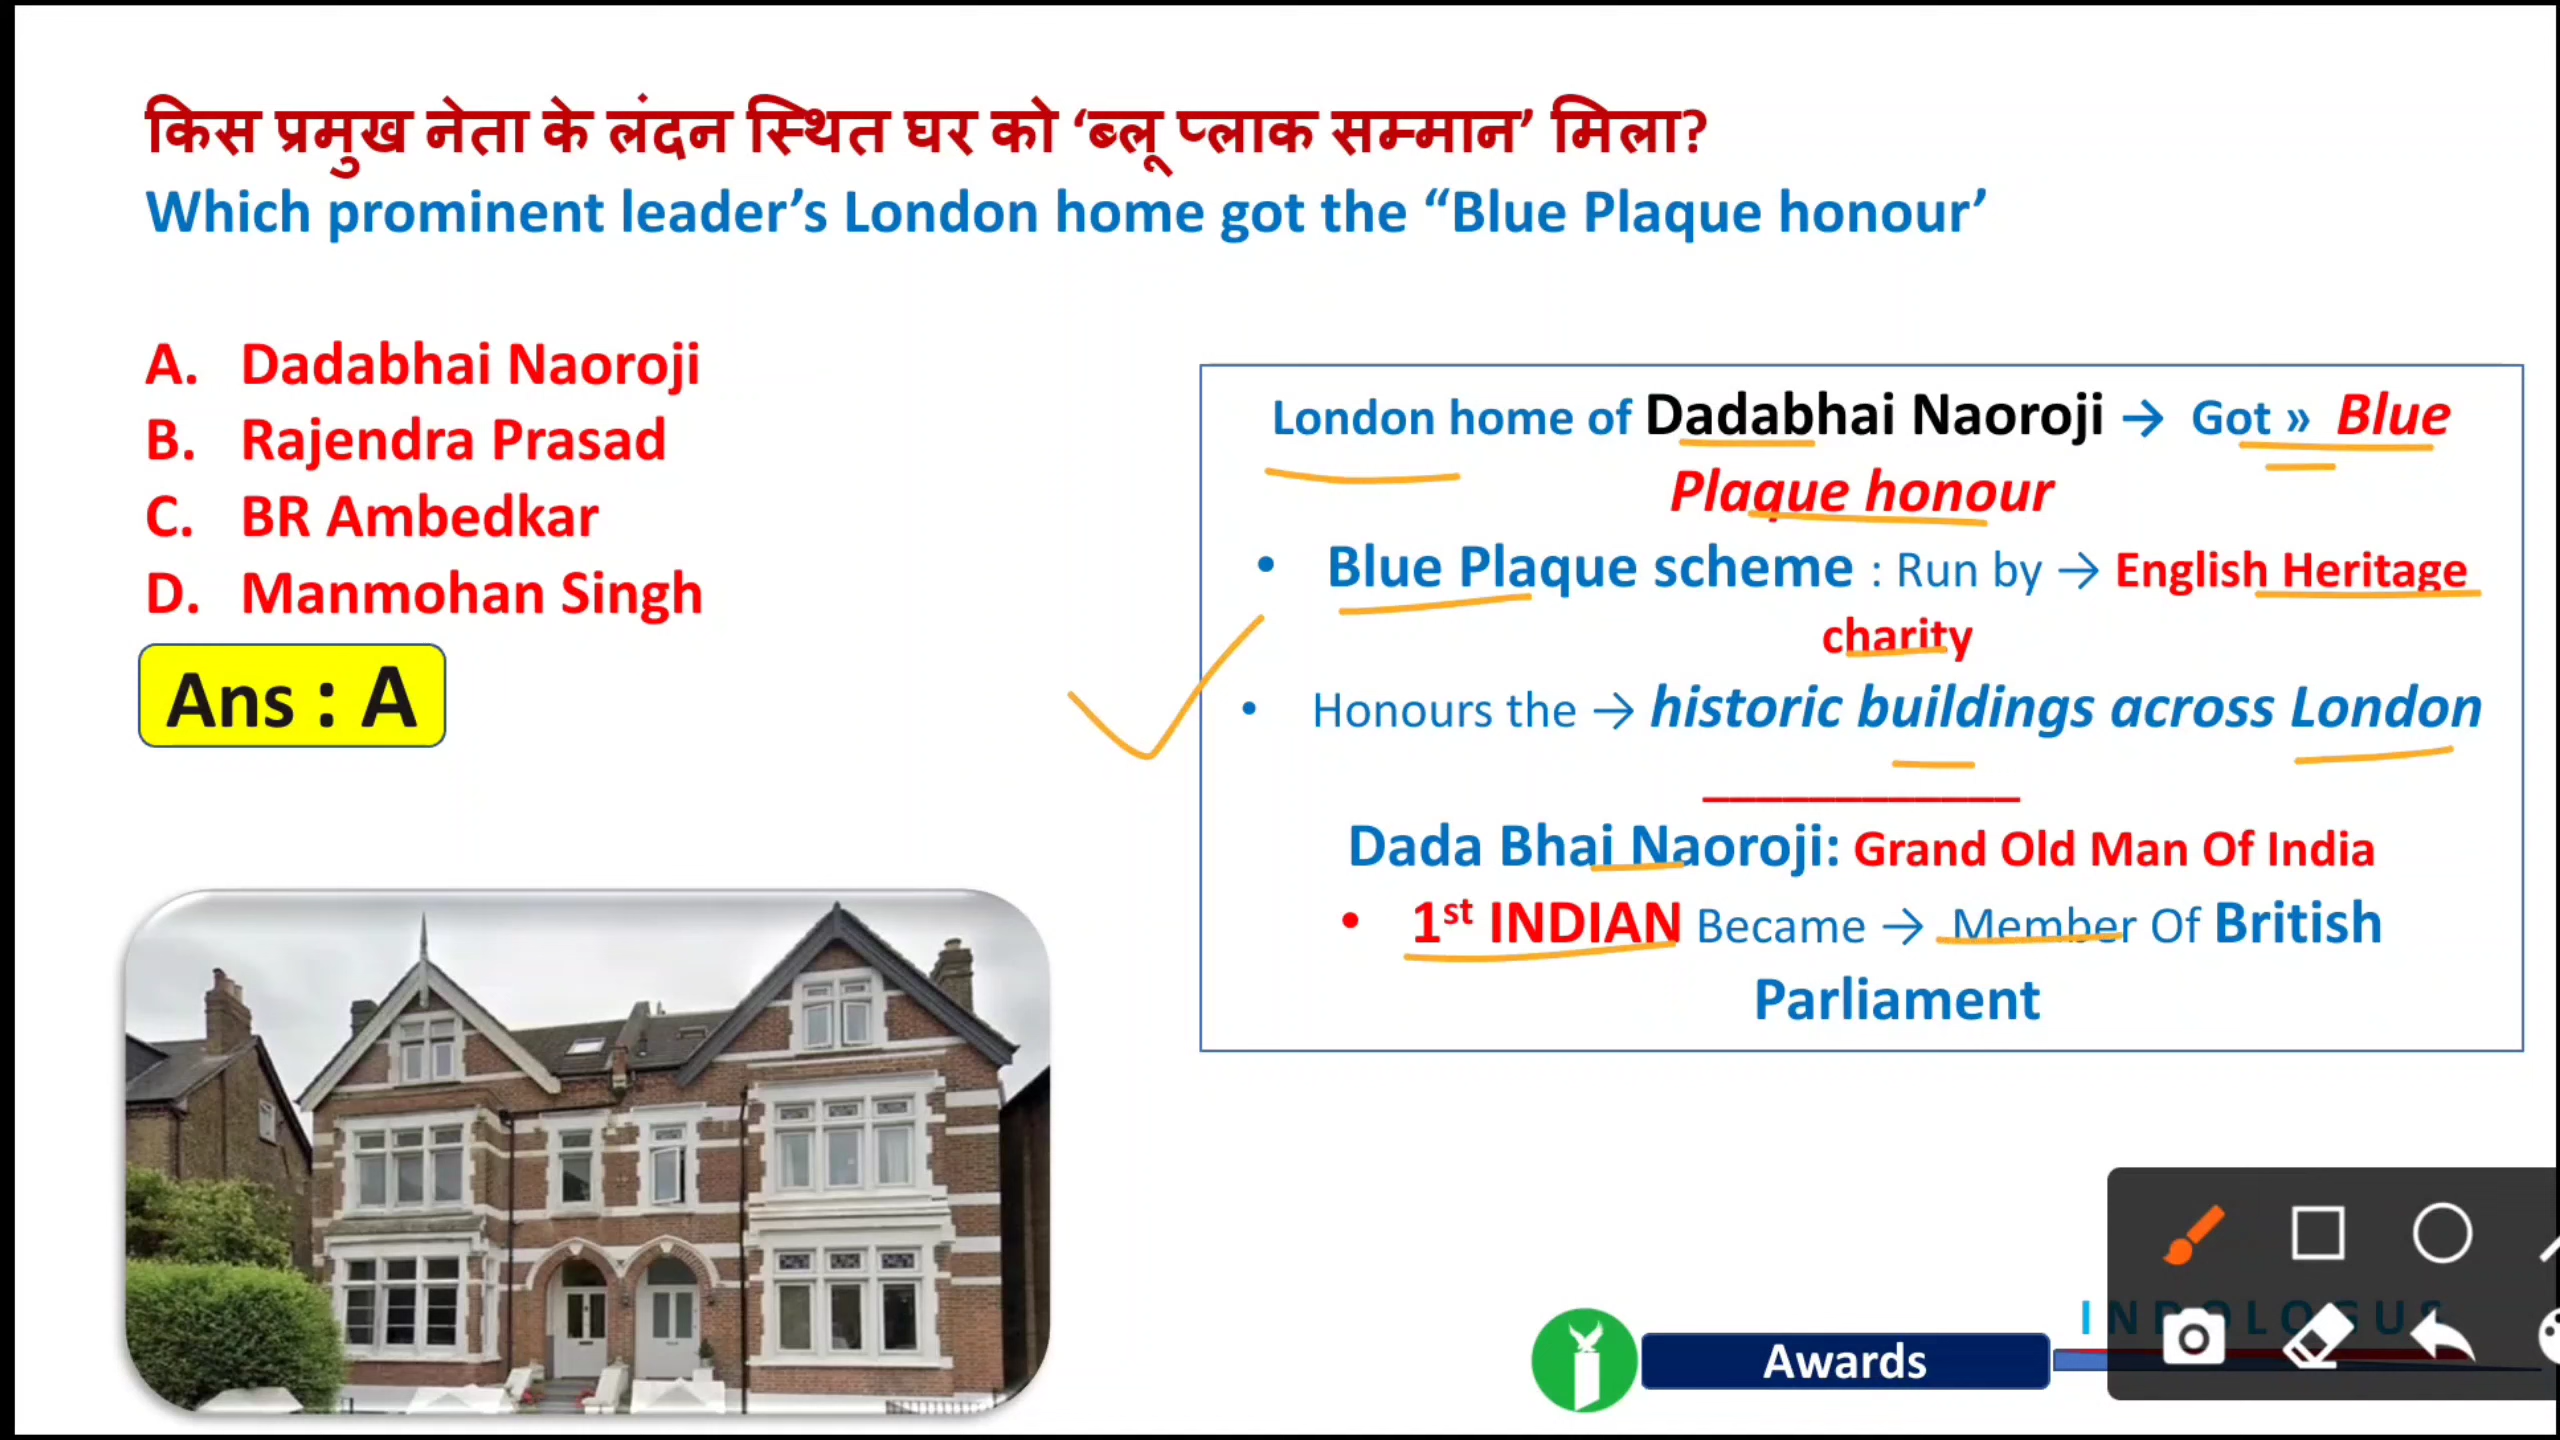 किस प्रमुख नेता के लंदन स्थित घर को ‘ब्लू प्लाक सम्मान’ मिला?
Which prominent leader’s London home got the “Blue Plaque honour’
A. Dadabhai Naoroji
B. Rajendra Prasad
C. BR Ambedkar
D. Manmohan Singh
Ans : A
London home of Dadabhai Naoroji → Got » Blue
Plaque honour
• Blue Plaque scheme : Run by → English Heritage
charity
• Honours the → historic buildings across London
____________
Dada Bhai Naoroji: Grand Old Man Of India
• 1st INDIAN Became → Member Of British
Parliament
Awards
INDOLOGUS